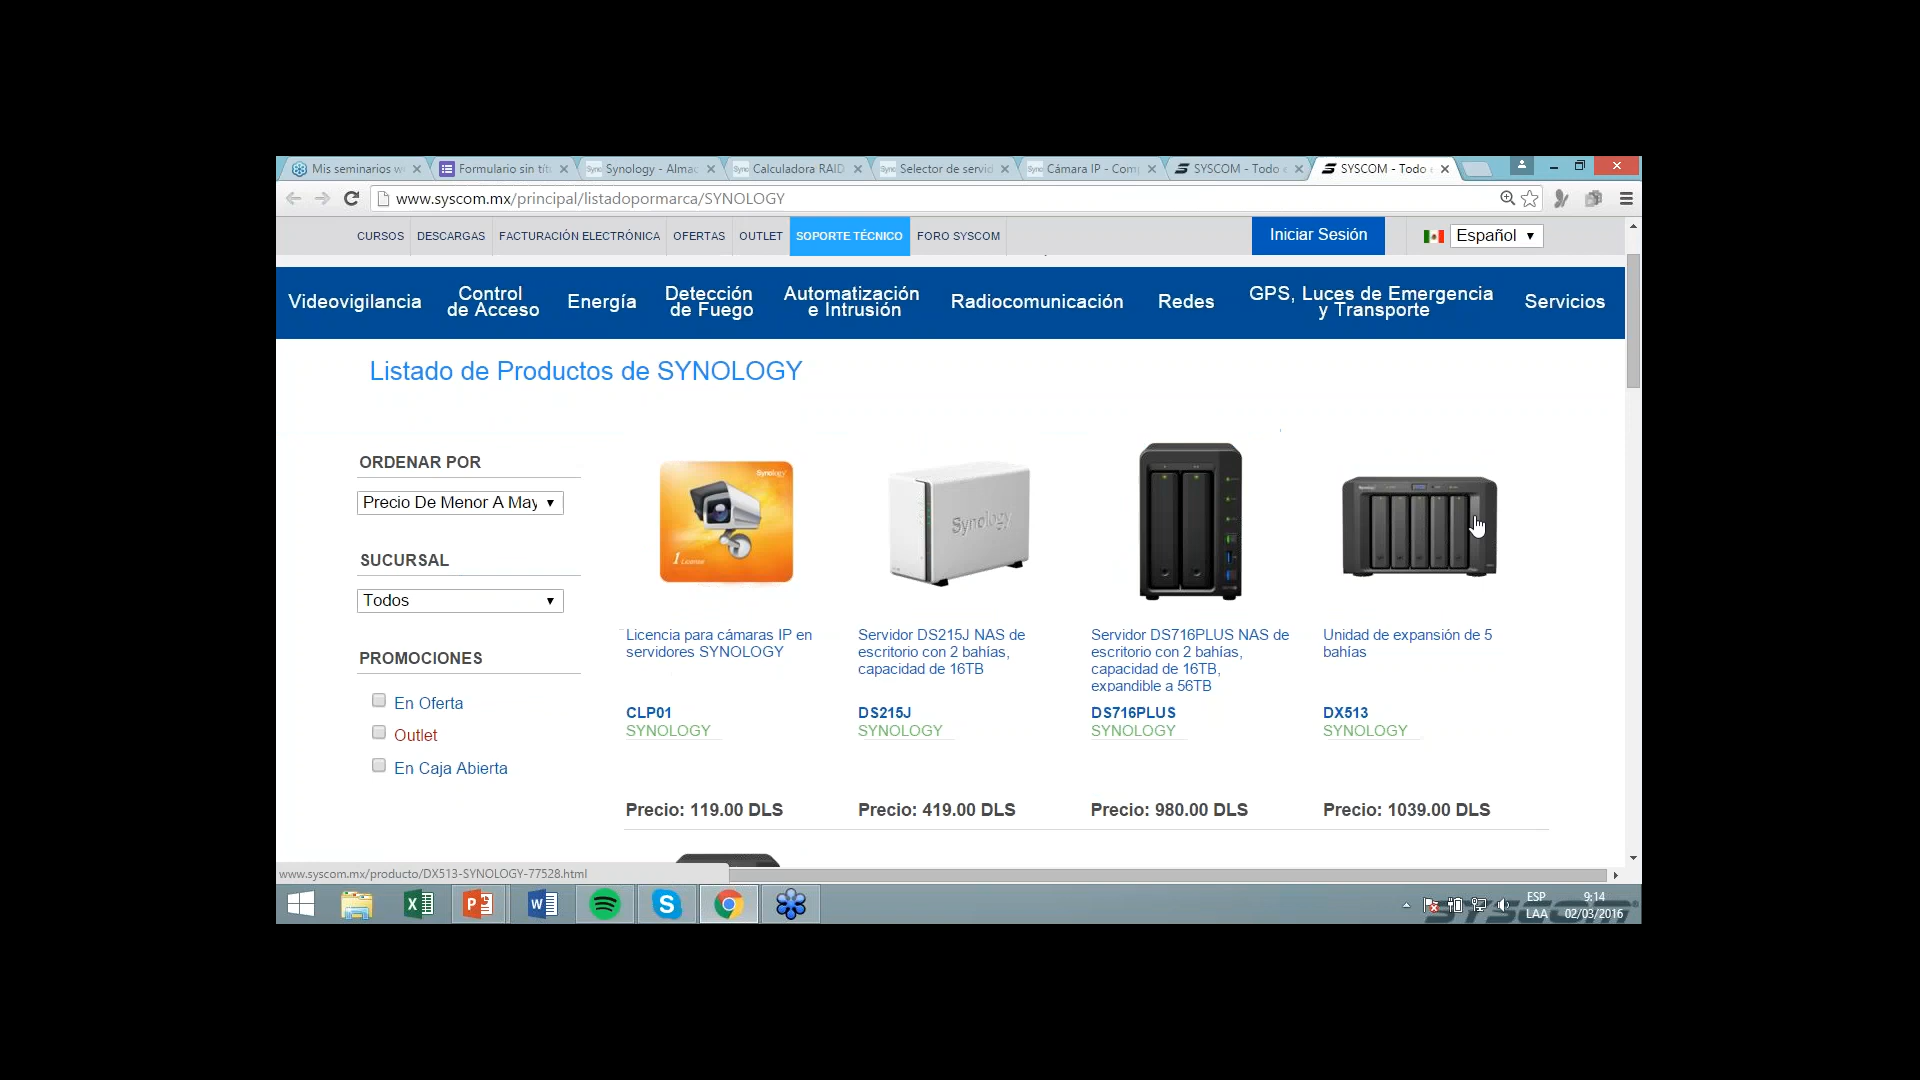 Mis seminarios w
Formulario sin tít
Synology - Almac
Calculadora RAID
Selector de servid
Cámara IP - Com
SYSCOM - Todo
SYSCOM - Todo
www.syscom.mx/principal/listadopormarca/SYNOLOGY
CURSOS
DESCARGAS
FACTURACIÓN ELECTRÓNICA
OFERTAS
OUTLET
SOPORTE TÉCNICO
FORO SYSCOM
Iniciar Sesión
Español
Videovigilancia
Control
de Acceso
Energía
Detección
de Fuego
Automatización
e Intrusión
Radiocomunicación
Redes
GPS, Luces de Emergencia
y Transporte
Servicios
Listado de Productos de SYNOLOGY
ORDENAR POR
Precio De Menor A May
SUCURSAL
Todos
PROMOCIONES
En Oferta
Outlet
En Caja Abierta
Synology
1 License
Licencia para cámaras IP en
servidores SYNOLOGY
CLP01
SYNOLOGY
Precio: 119.00 DLS
Synology
Servidor DS215J NAS de
escritorio con 2 bahías,
capacidad de 16TB
DS215J
SYNOLOGY
Precio: 419.00 DLS
Servidor DS716PLUS NAS de
escritorio con 2 bahías,
capacidad de 16TB,
expandible a 56TB
DS716PLUS
SYNOLOGY
Precio: 980.00 DLS
Unidad de expansión de 5
bahías
DX513
SYNOLOGY
Precio: 1039.00 DLS
www.syscom.mx/producto/DX513-SYNOLOGY-77528.html
ESP
LAA
9:14
02/03/2016
SYSCOM